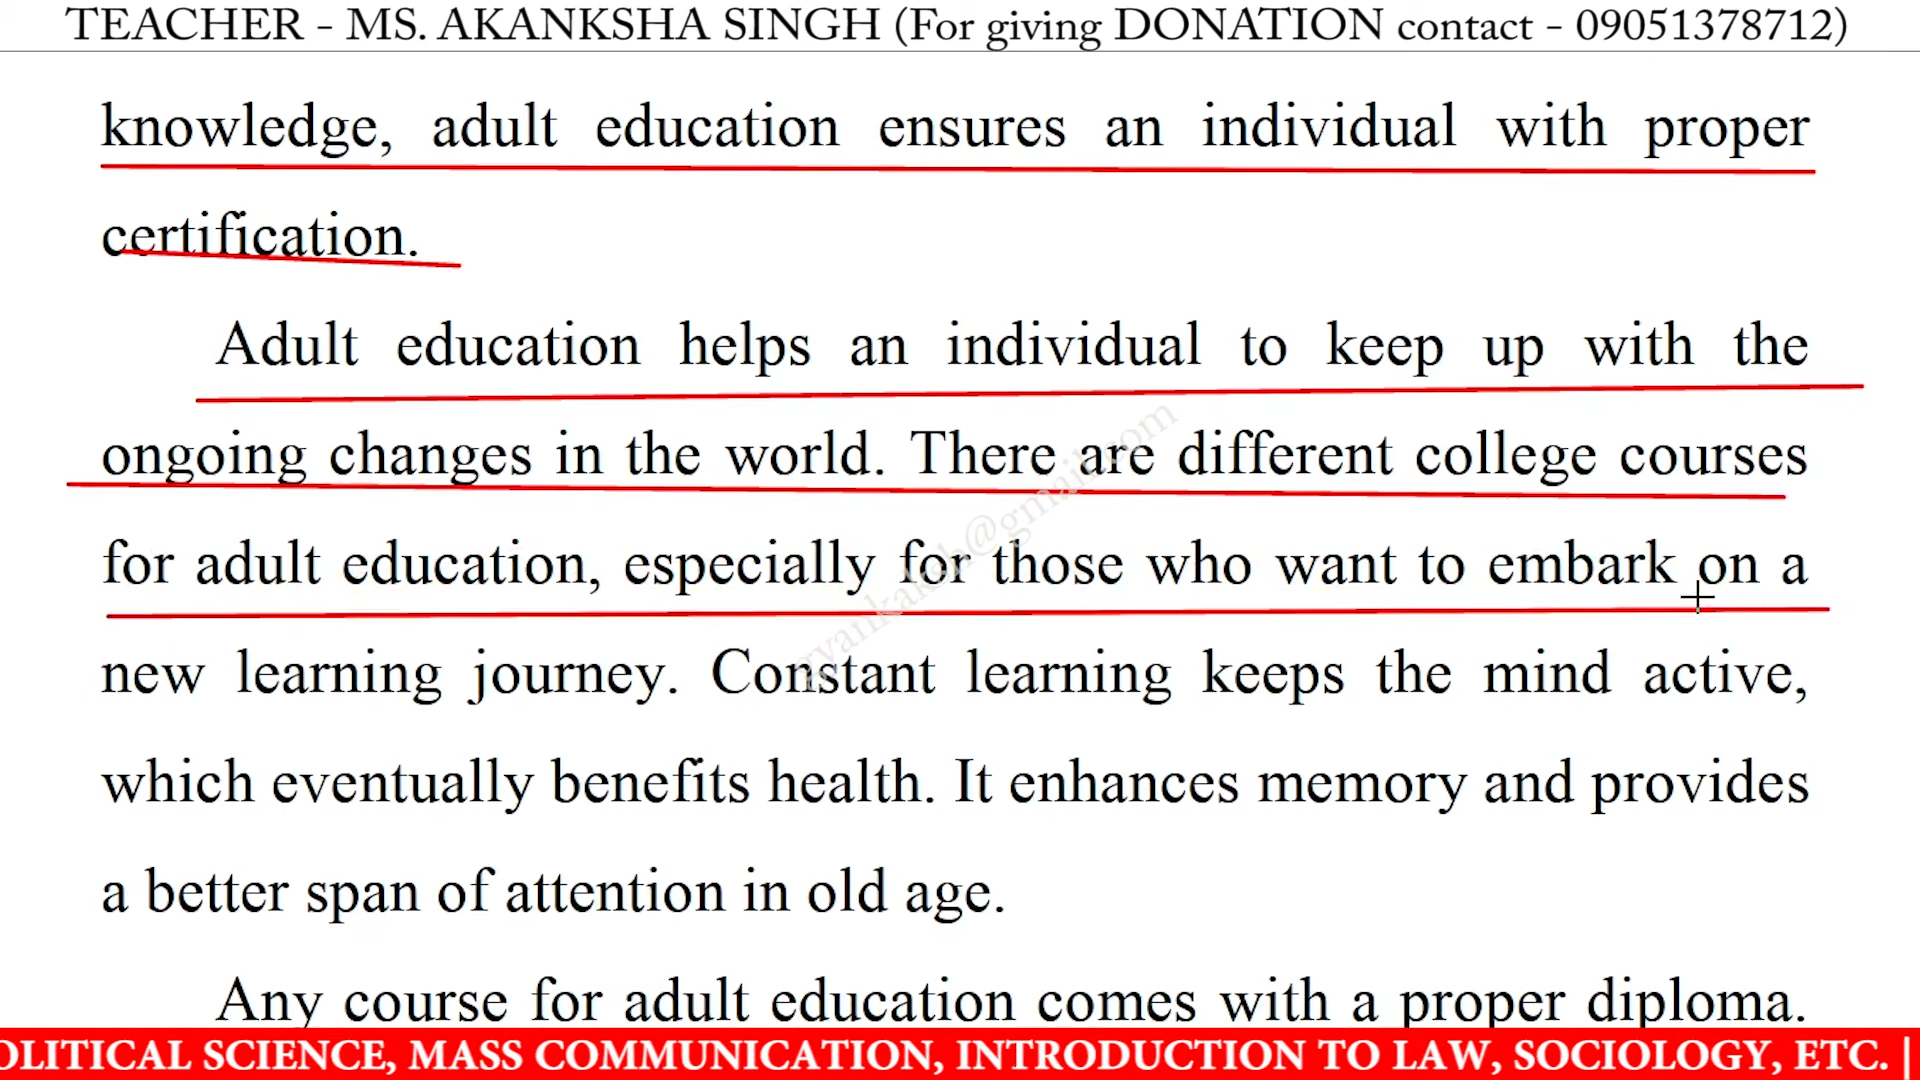 TEACHER - MS. AKANKSHA SINGH (For giving DONATION contact - 09051378712)
knowledge, adult education ensures an individual with proper
certification.
Adult education helps an individual to keep up with the
ongoing changes in the world. There are different college courses
for adult education, especially for those who want to embark on a
new learning journey. Constant learning keeps the mind active,
which eventually benefits health. It enhances memory and provides
a better span of attention in old age.
Any course for adult education comes with a proper diploma.
OLITICAL SCIENCE, MASS COMMUNICATION, INTRODUCTION TO LAW, SOCIOLOGY, ETC. |